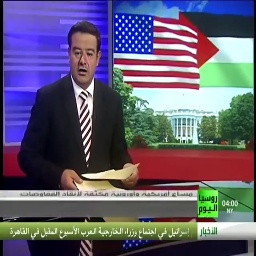 مساع أمريكية وأوروبية مكثفة لإنقاذ المفاوضات
روسيا
اليوم
04:00
NY
إسرائيل في اجتماع وزراء الخارجية العرب الأسبوع المقبل في القاهرة
الأخبار